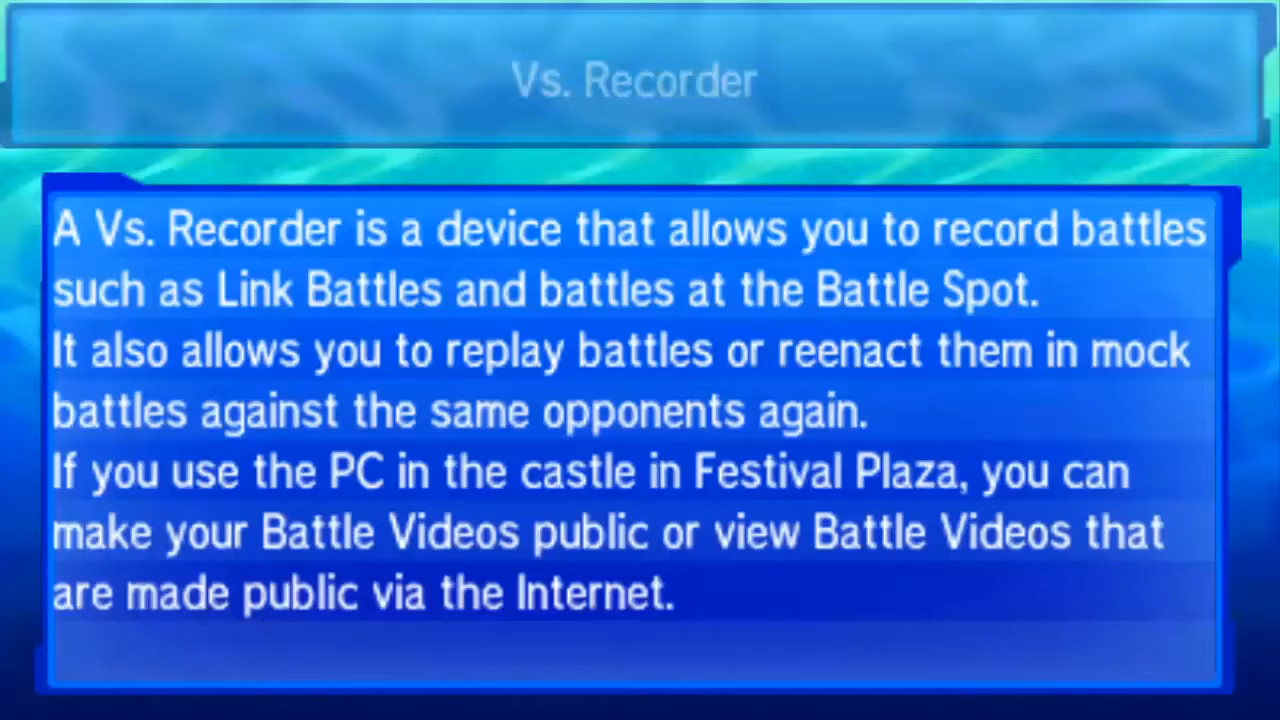 Vs. Recorder
A Vs. Recorder is a device that allows you to record battles
such as Link Battles and battles at the Battle Spot.
It also allows you to replay battles or reenact them in mock
battles against the same opponents again.
If you use the PC in the castle in Festival Plaza, you can
make your Battle Videos public or view Battle Videos that
are made public via the Internet.